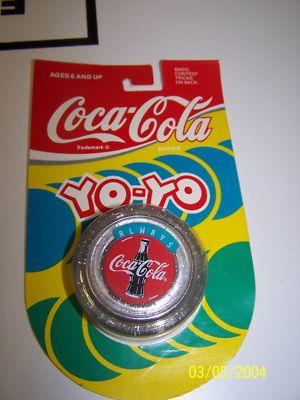 AGES 6 AND UP
BASIC
CONTEST
TRICKS
ON BACK
Coca-Cola
Trademark ® brand
YO-YO
ALWAYS
Coca-Cola
03/05/2004